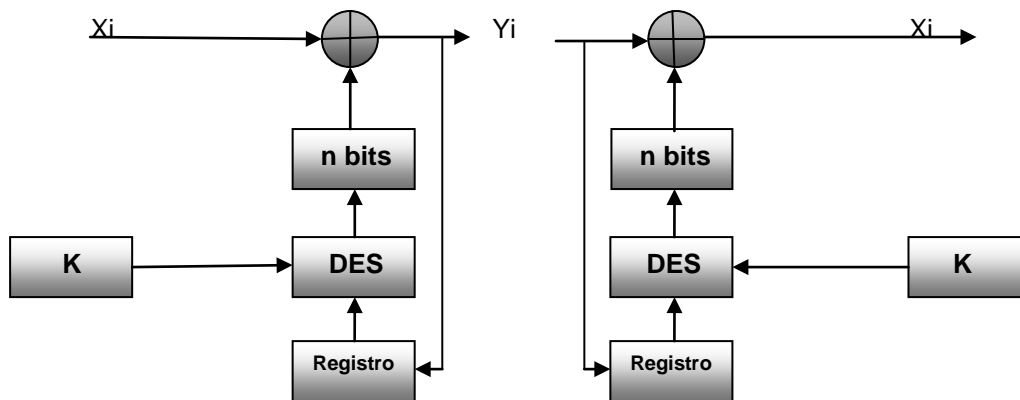 Xi Yi Xi
n bits n bits
K DES DES K
Registro Registro